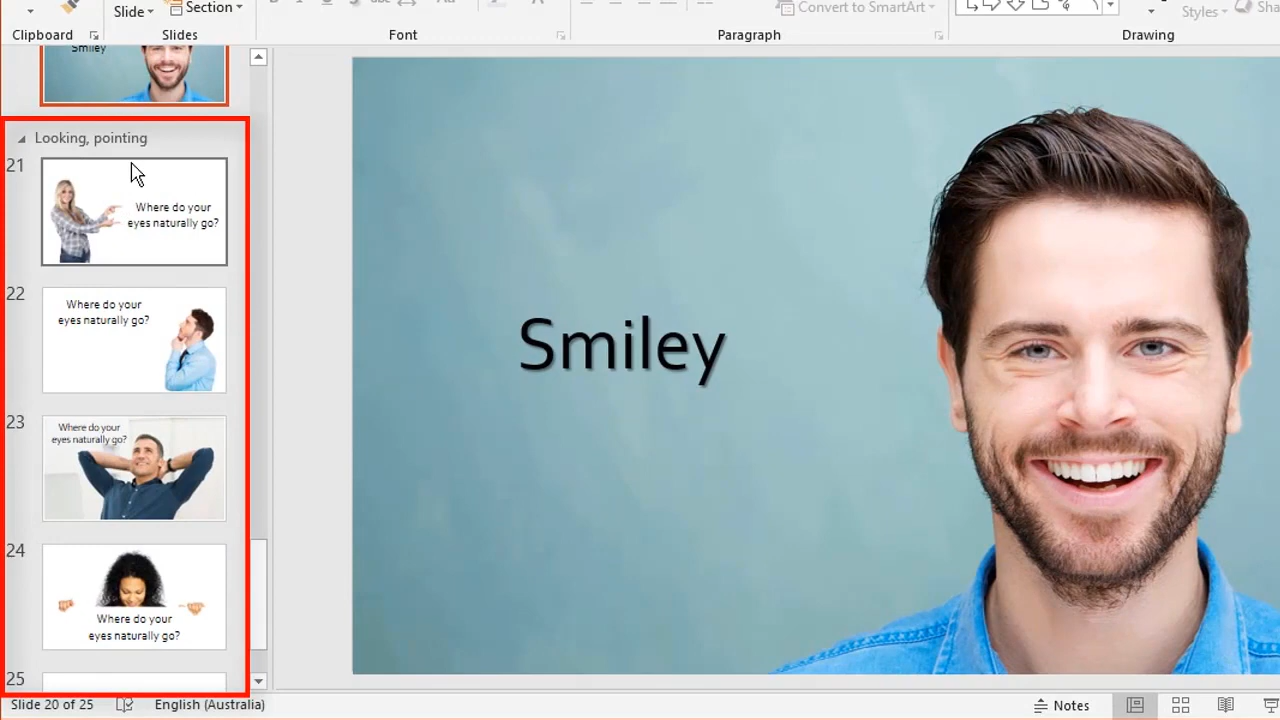 Slide
Section
Convert to SmartArt
Styles
Clipboard
Slides
Font
Paragraph
Drawing
Smiley
Looking, pointing
21
Where do your
eyes naturally go?
22
Where do your
eyes naturally go?
23
Where do your
eyes naturally go?
24
Where do your
eyes naturally go?
25
Smiley
Slide 20 of 25
English (Australia)
Notes